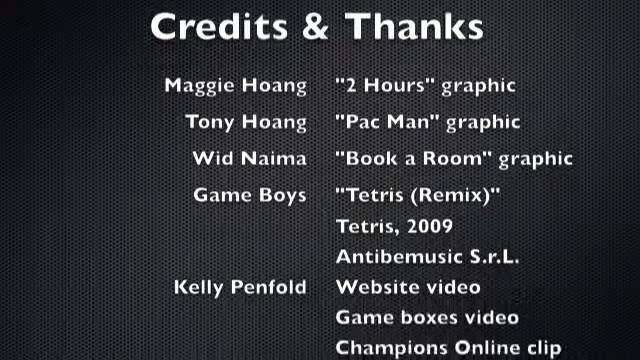 Credits & Thanks
Maggie Hoang "2 Hours" graphic
Tony Hoang "Pac Man" graphic
Wid Naima "Book a Room" graphic
Game Boys "Tetris (Remix)"
Tetris, 2009
Antibemusic S.r.L.
Kelly Penfold Website video
Game boxes video
Champions Online clip